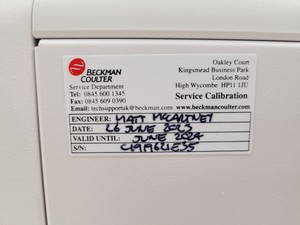 BECKMAN
COULTER
Service Department
Tel: 0845 600 1345
Fax: 0845 609 0390
Email: techsupportuk@beckman.com
Oakley Court
Kingsmead Business Park
London Road
High Wycombe HP11 1JU
Service Calibration
www.beckmancoulter.com
ENGINEER: MATT MCCARTNEY
DATE: 26 JUNE 2023
VALID UNTIL: JUNE 2024
S/N: